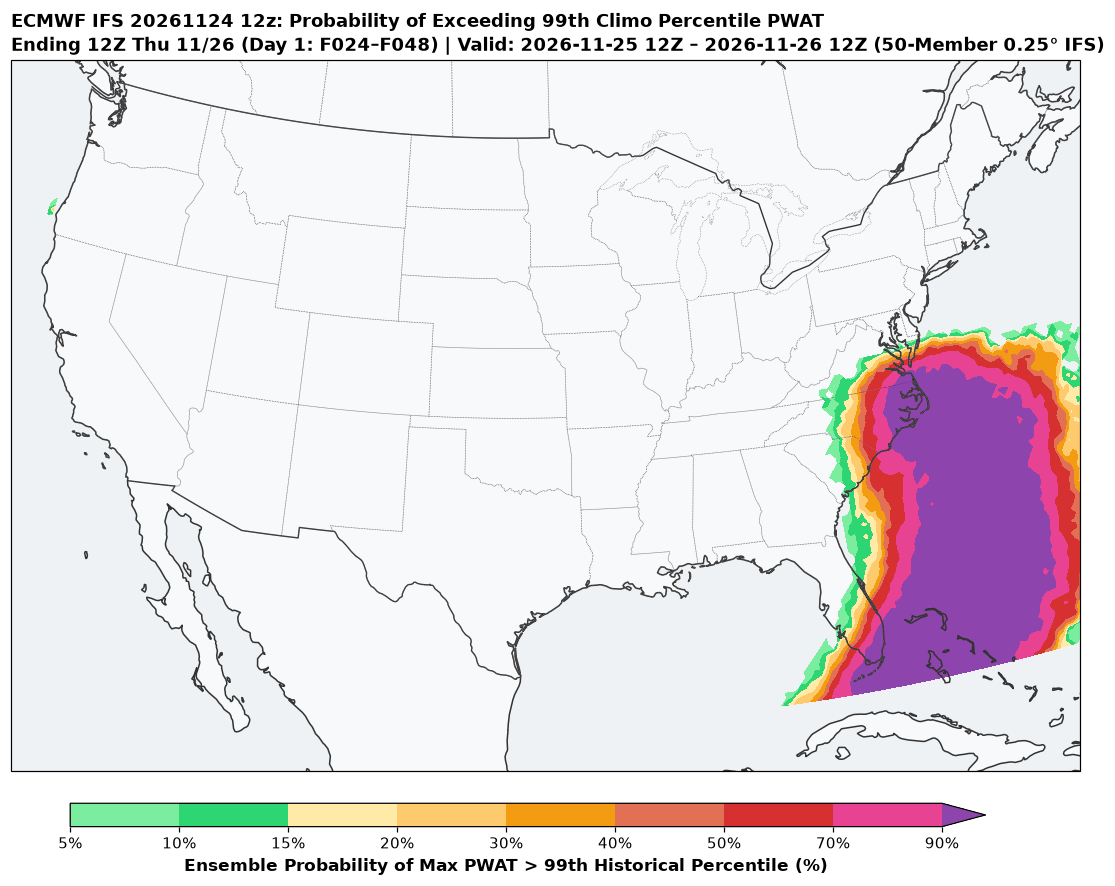 ECMWF IFS 20261124 12z: Probability of Exceeding 99th Climo Percentile PWAT
Ending 12Z Thu 11/26 (Day 1: F024–F048) | Valid: 2026-11-25 12Z – 2026-11-26 12Z (50-Member 0.25° IFS)
5% 10% 15% 20% 30% 40% 50% 70% 90%
Ensemble Probability of Max PWAT > 99th Historical Percentile (%)